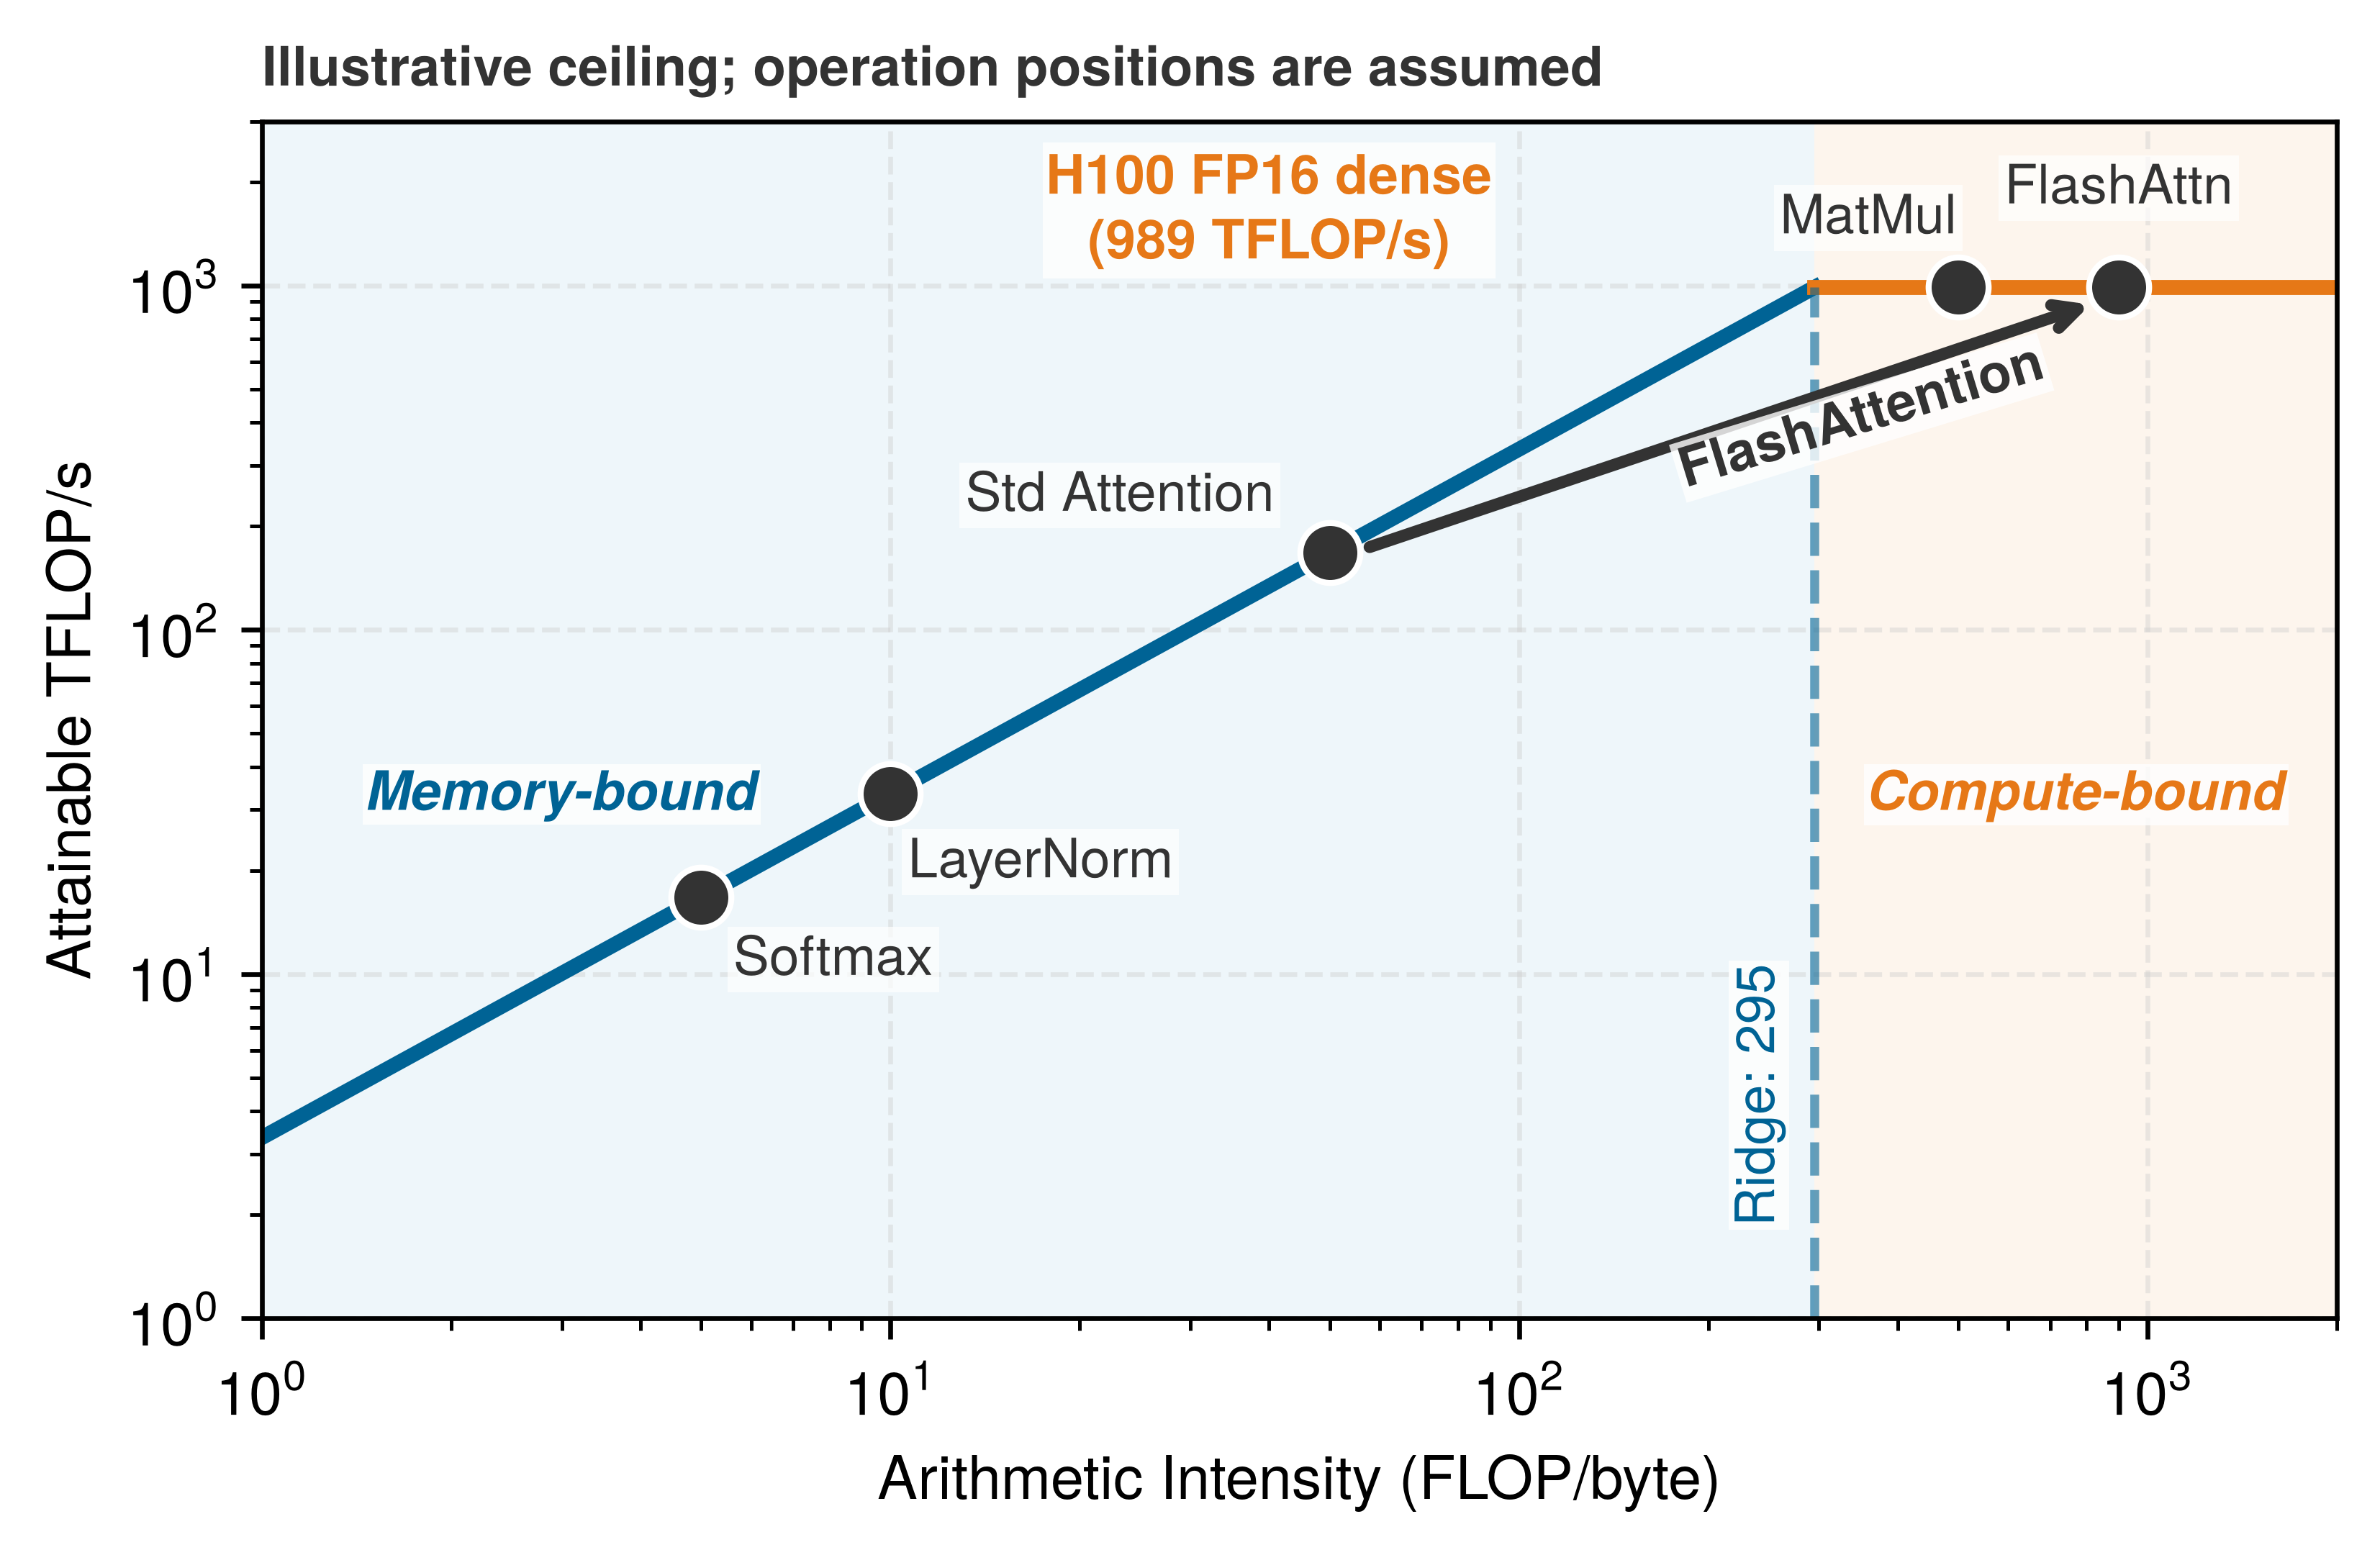 Illustrative ceiling; operation positions are assumed
H100 FP16 dense
(989 TFLOP/s)
MatMul
FlashAttn
FlashAttention
Std Attention
Memory-bound
Compute-bound
LayerNorm
Softmax
Ridge: 295
Attainable TFLOP/s
10³
10²
10¹
10⁰
10⁰
10¹
10²
10³
Arithmetic Intensity (FLOP/byte)